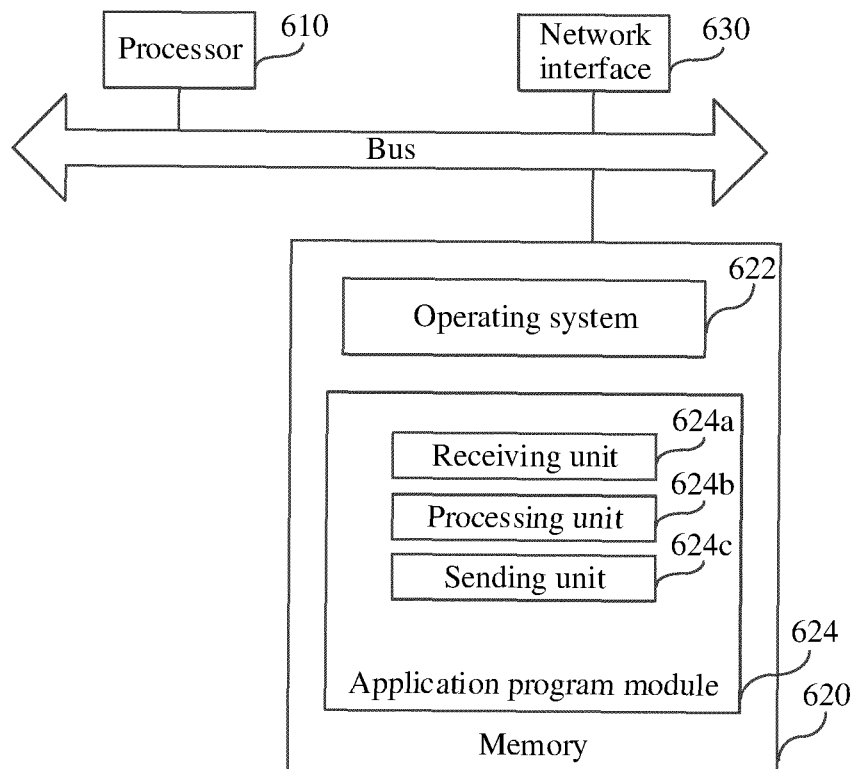 Processor
610
Network
interface
630
Bus
622
Operating system
624a
Receiving unit
624b
Processing unit
624c
Sending unit
624
Application program module
620
Memory